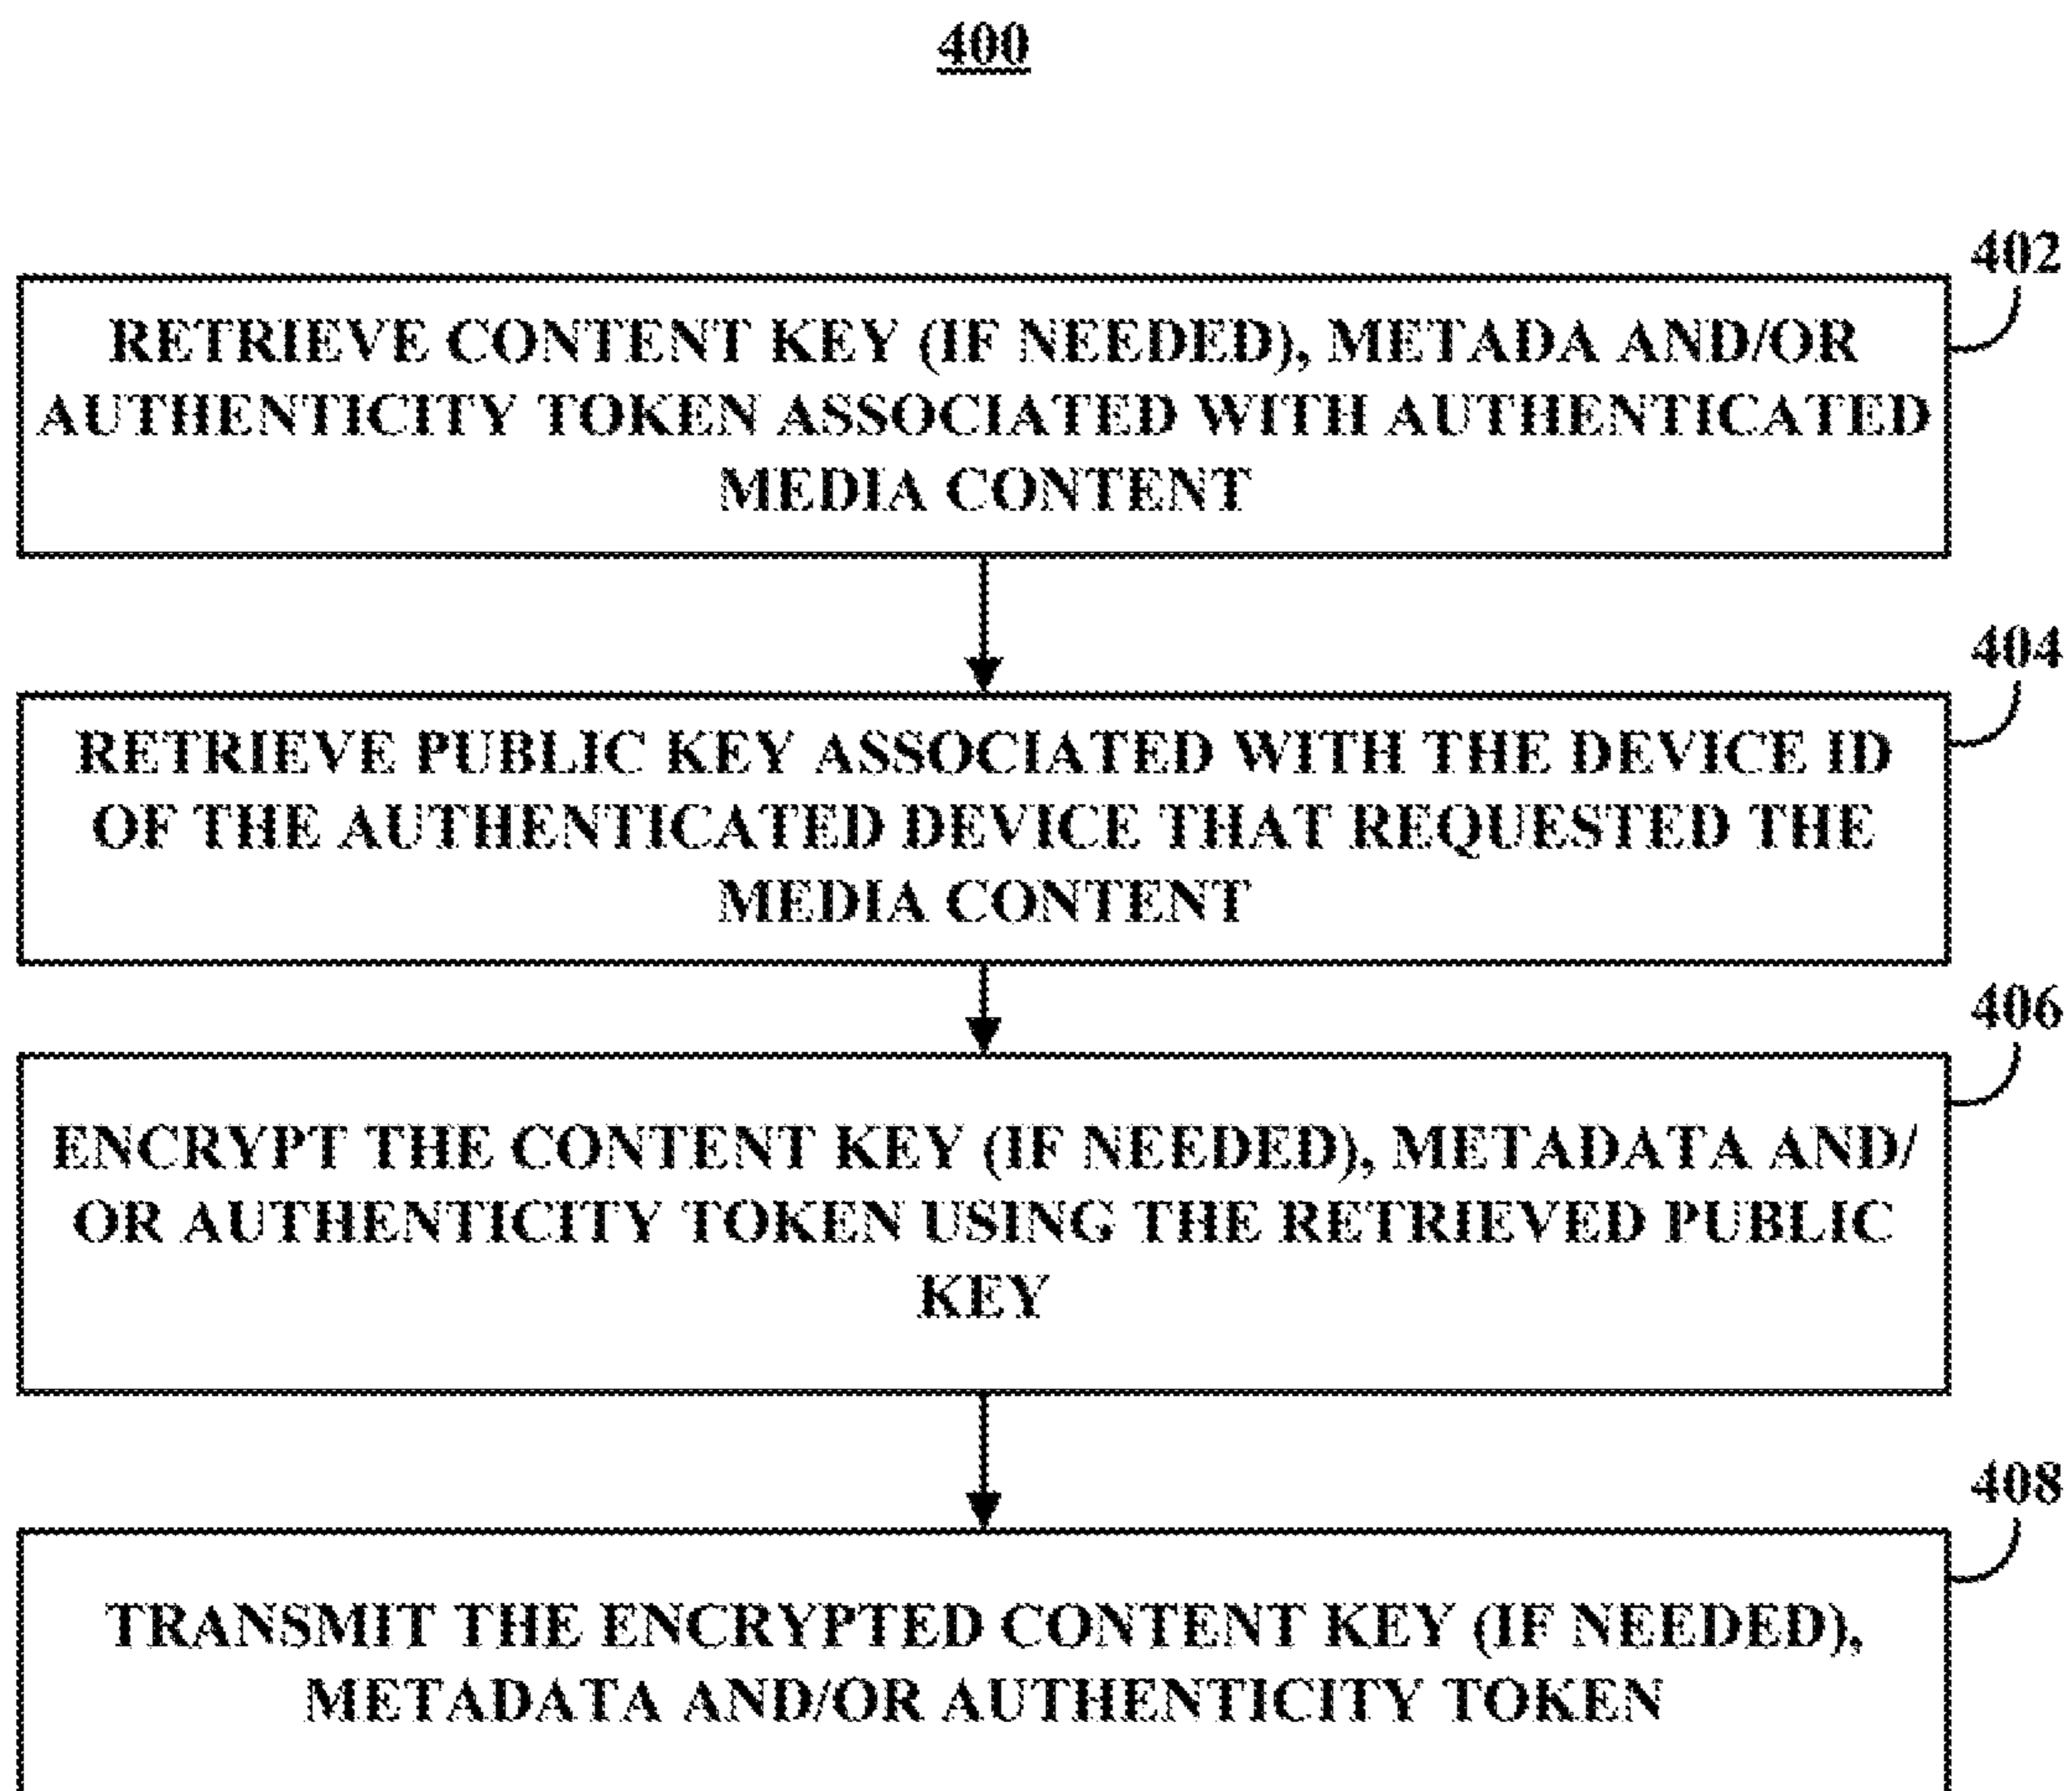 400
402
RETRIEVE CONTENT KEY (IF NEEDED), METADA AND/OR
AUTHENTICITY TOKEN ASSOCIATED WITH AUTHENTICATED
MEDIA CONTENT
404
RETRIEVE PUBLIC KEY ASSOCIATED WITH THE DEVICE ID
OF THE AUTHENTICATED DEVICE THAT REQUESTED THE
MEDIA CONTENT
406
ENCRYPT THE CONTENT KEY (IF NEEDED), METADATA AND/
OR AUTHENTICITY TOKEN USING THE RETRIEVED PUBLIC
KEY
408
TRANSMIT THE ENCRYPTED CONTENT KEY (IF NEEDED),
METADATA AND/OR AUTHENTICITY TOKEN